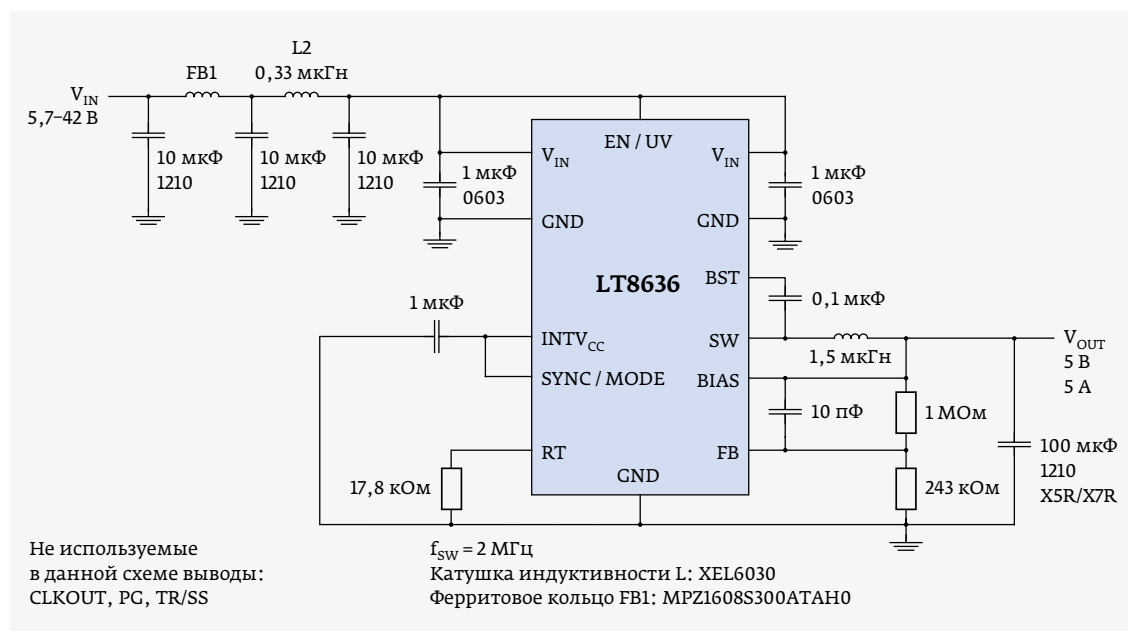 L2
FB1
0,33 мкГн
V_IN
5,7–42 В
EN / UV
V_IN
V_IN
10 мкФ
1210
10 мкФ
1210
10 мкФ
1210
1 мкФ
0603
1 мкФ
0603
GND
GND
LT8636
BST
0,1 мкФ
1 мкФ
INTV_CC
SW
1,5 мкГн
V_OUT
5 В
5 А
SYNC / MODE
BIAS
10 пФ
1 МОм
RT
FB
100 мкФ
1210
X5R/X7R
17,8 кОм
GND
243 кОм
Не используемые
в данной схеме выводы:
CLKOUT, PG, TR/SS
f_SW = 2 МГц
Катушка индуктивности L: XEL6030
Ферритовое кольцо FB1: MPZ1608S300ATAH0